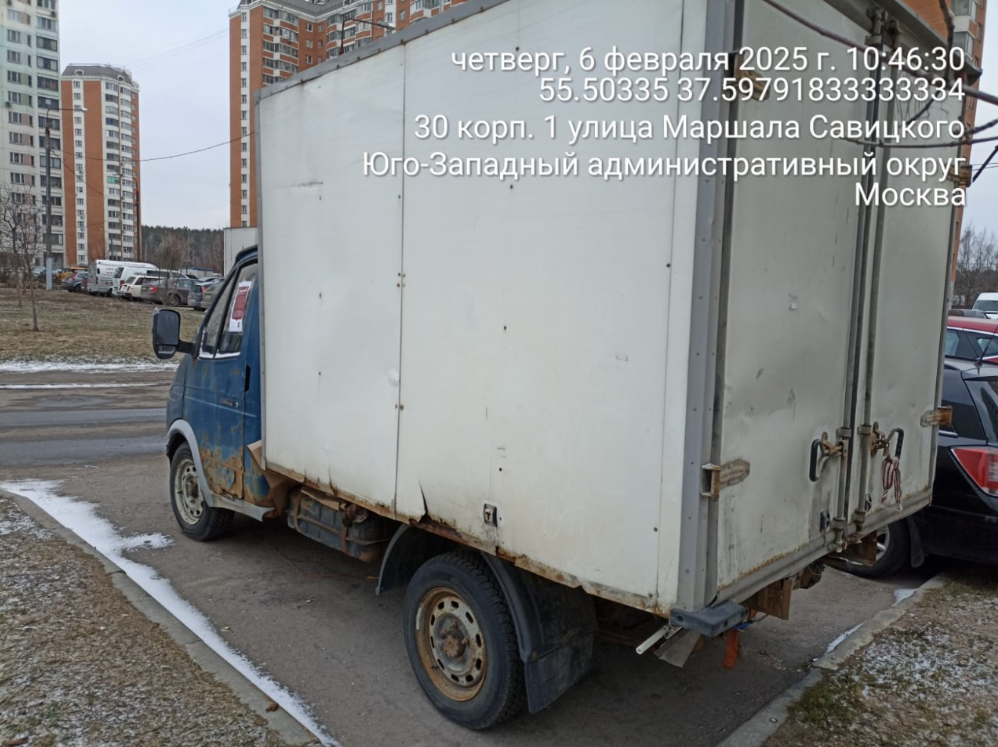 четверг, 6 февраля 2025 г. 10:46:30
55.50335 37.59791833333334
30 корп. 1 улица Маршала Савицкого
Юго-Западный административный округ
Москва